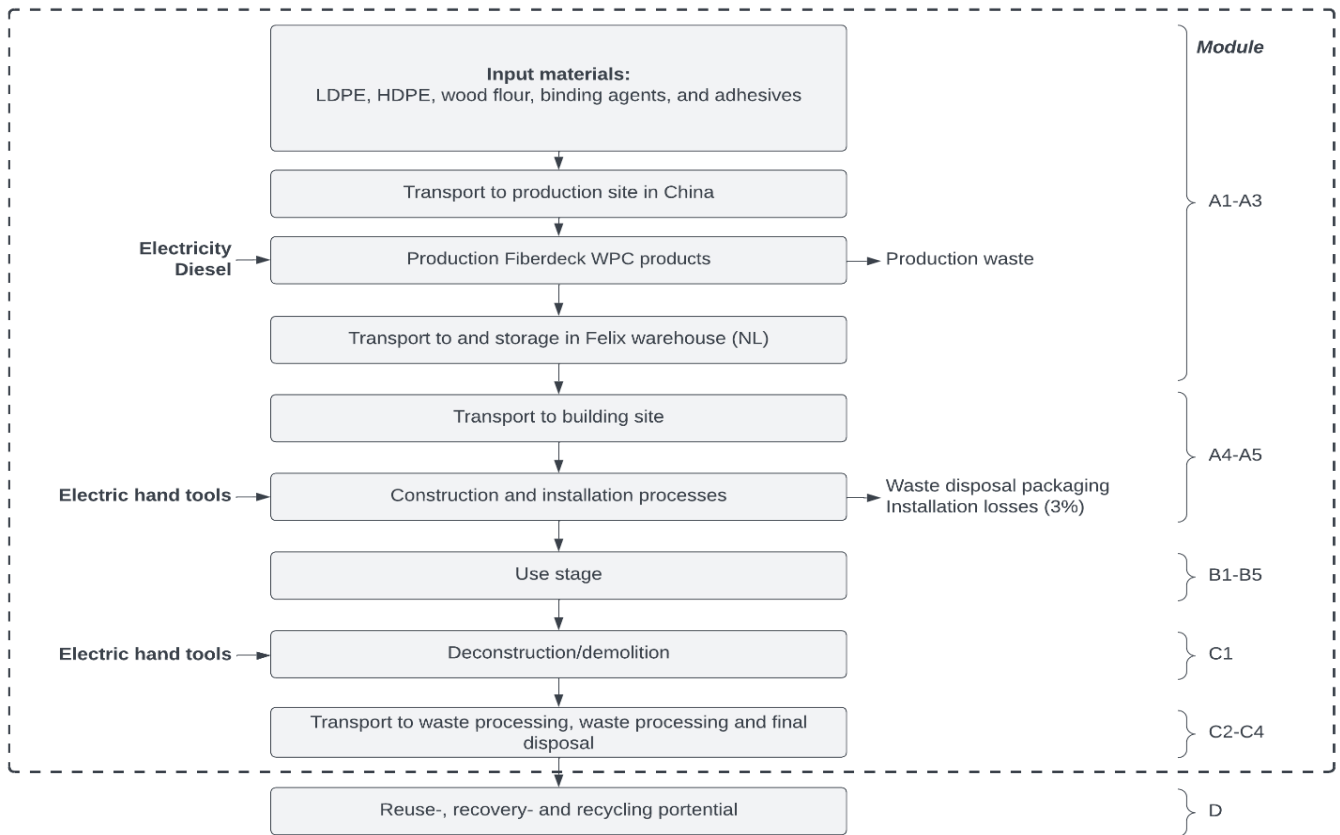 Module
Input materials:
LDPE, HDPE, wood flour, binding agents, and adhesives
Transport to production site in China
A1-A3
Electricity
Diesel
Production Fiberdeck WPC products
Production waste
Transport to and storage in Felix warehouse (NL)
Transport to building site
A4-A5
Electric hand tools
Construction and installation processes
Waste disposal packaging
Installation losses (3%)
Use stage
B1-B5
Electric hand tools
Deconstruction/demolition
C1
Transport to waste processing, waste processing and final
disposal
C2-C4
Reuse-, recovery- and recycling portential
D